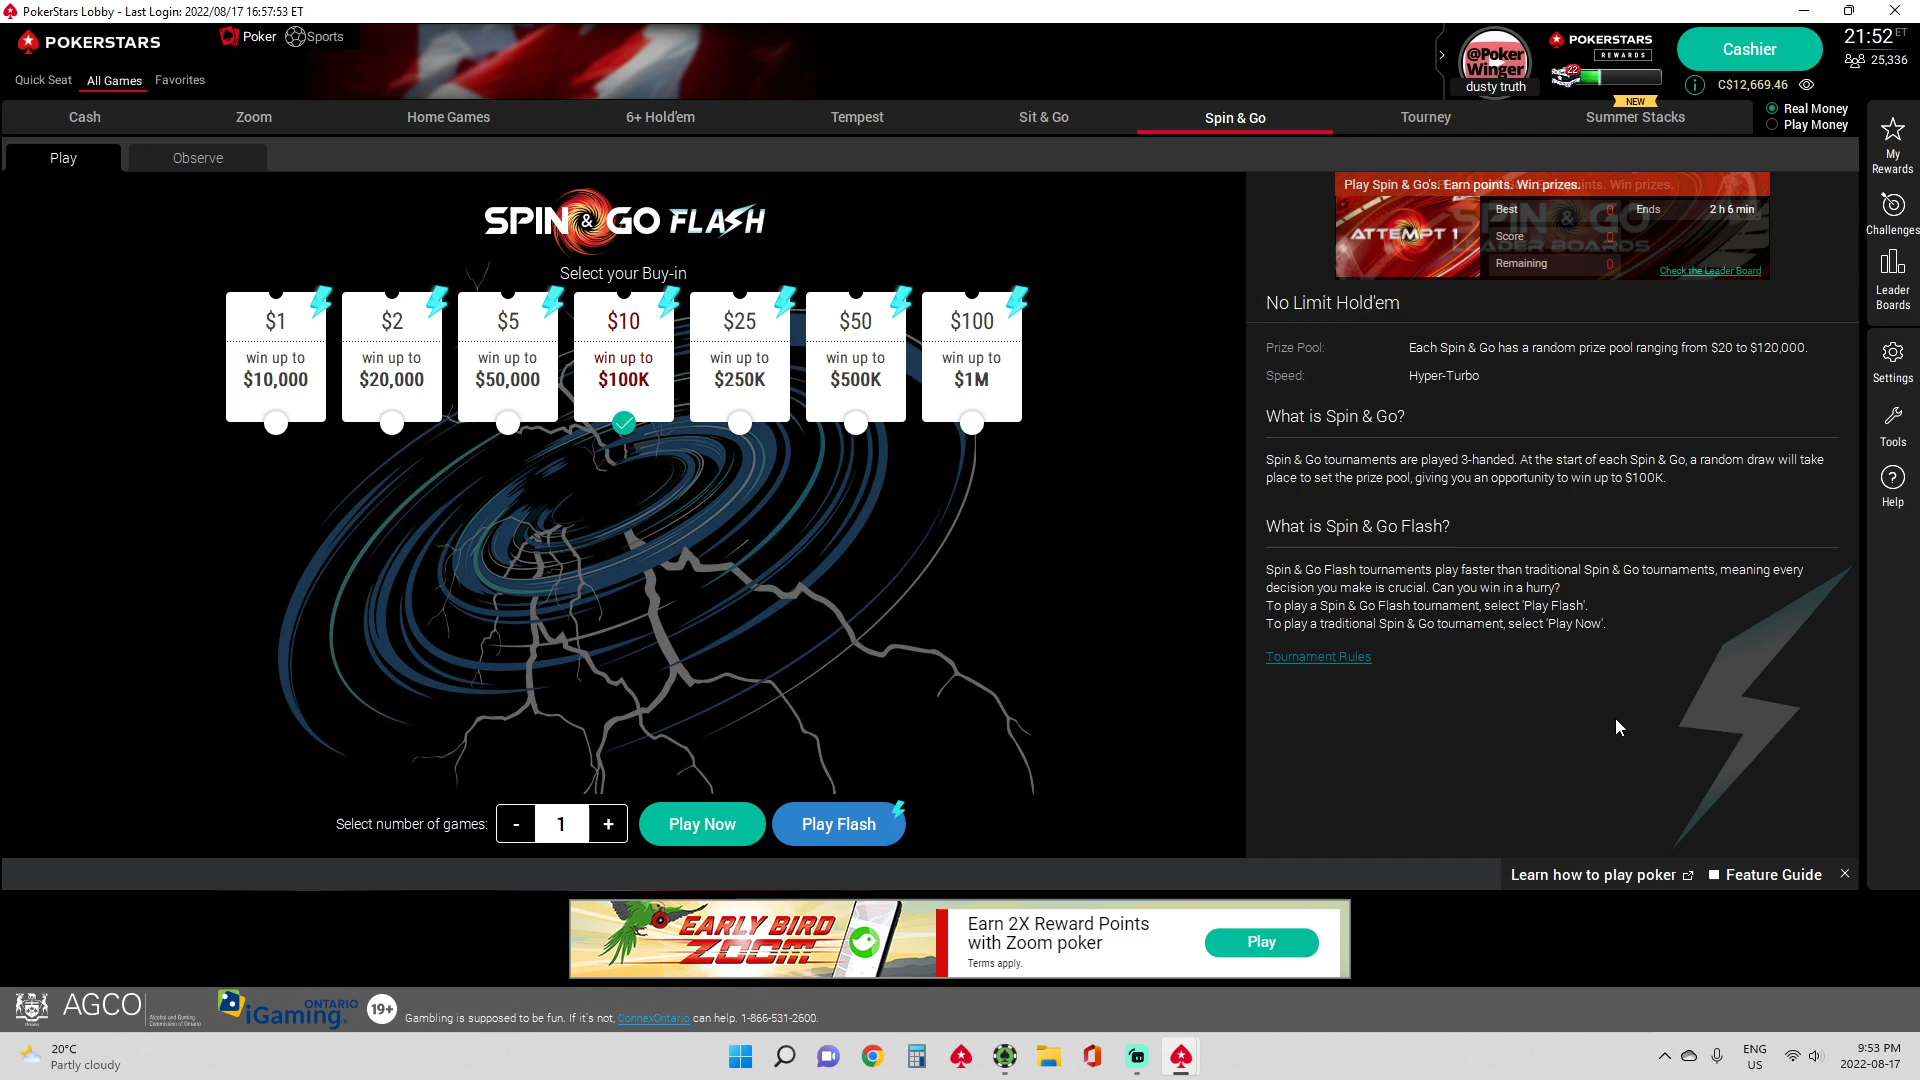 PokerStars Lobby - Last Login: 2022/08/17 16:57:53 ET
POKERSTARS
Poker
Sports
Quick Seat
All Games
Favorites
@Poker
Winger
dusty truth
POKERSTARS
REWARDS
22
Cashier
C$12,669.46
21:52 ET
25,336
Cash
Zoom
Home Games
6+ Hold'em
Tempest
Sit & Go
Spin & Go
Tourney
NEW
Summer Stacks
Real Money
Play Money
Play
Observe
SPIN & GO FLASH
Select your Buy-in
$1
win up to
$10,000
$2
win up to
$20,000
$5
win up to
$50,000
$10
win up to
$100K
$25
win up to
$250K
$50
win up to
$500K
$100
win up to
$1M
Select number of games:
-
1
+
Play Now
Play Flash
Play Spin & Go's. Earn points. Win prizes.
ATTEMPT 1
Best 0
Ends 2 h 6 min
Score 0
Remaining 0
Check the Leader Board
No Limit Hold'em
Prize Pool: Each Spin & Go has a random prize pool ranging from $20 to $120,000.
Speed: Hyper-Turbo
What is Spin & Go?
Spin & Go tournaments are played 3-handed. At the start of each Spin & Go, a random draw will take
place to set the prize pool, giving you an opportunity to win up to $100K.
What is Spin & Go Flash?
Spin & Go Flash tournaments play faster than traditional Spin & Go tournaments, meaning every
decision you make is crucial. Can you win in a hurry?
To play a Spin & Go Flash tournament, select 'Play Flash'.
To play a traditional Spin & Go tournament, select 'Play Now'.
Tournament Rules
My
Rewards
Challenges
Leader
Boards
Settings
Tools
Help
Learn how to play poker
Feature Guide
EARLY BIRD
ZOOM
Earn 2X Reward Points
with Zoom poker
Terms apply.
Play
AGCO
Alcohol and Gaming
Commission of Ontario
iGaming ONTARIO
19+
Gambling is supposed to be fun. If it's not, ConnexOntario can help. 1-866-531-2600.
20°C
Partly cloudy
ENG
US
9:53 PM
2022-08-17